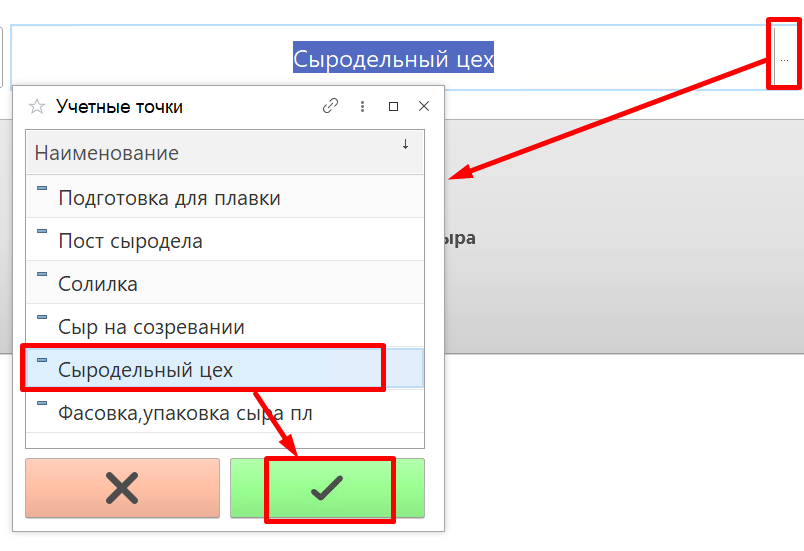 Сыродельный цех
...
Учетные точки
Наименование
Подготовка для плавки
Пост сыродела
ыра
Солилка
Сыр на созревании
Сыродельный цех
Фасовка,упаковка сыра пл